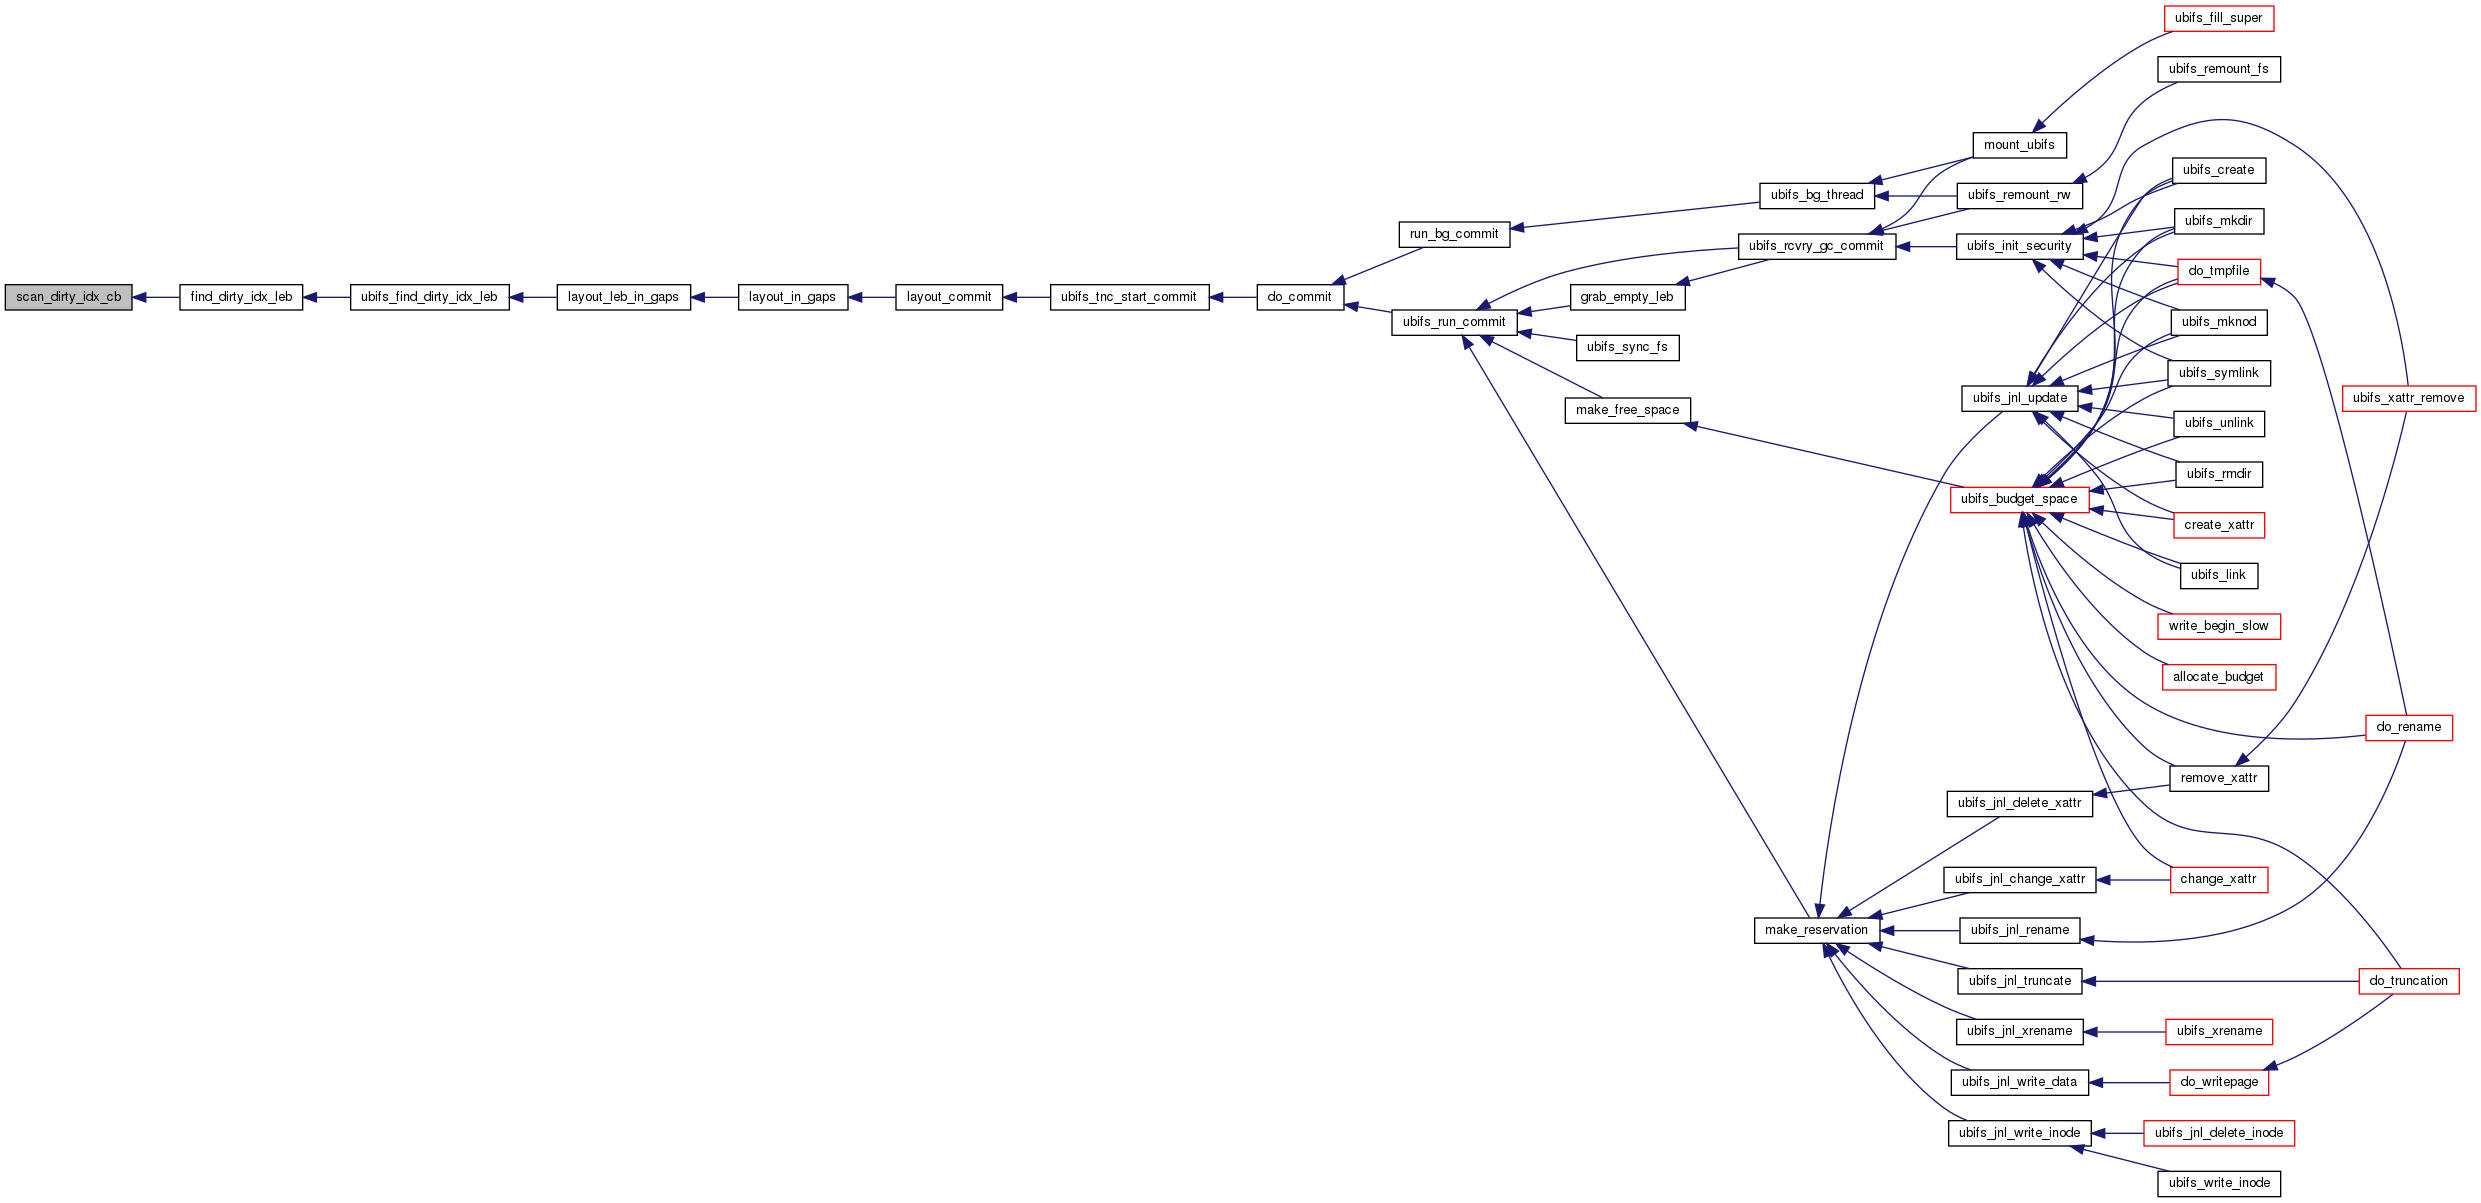 scan_dirty_idx_cb
find_dirty_idx_leb
ubifs_find_dirty_idx_leb
layout_leb_in_gaps
layout_in_gaps
layout_commit
ubifs_tnc_start_commit
do_commit
run_bg_commit
ubifs_run_commit
ubifs_bg_thread
ubifs_rcvry_gc_commit
grab_empty_leb
ubifs_sync_fs
make_free_space
make_reservation
mount_ubifs
ubifs_remount_rw
ubifs_init_security
ubifs_jnl_update
ubifs_budget_space
ubifs_jnl_delete_xattr
ubifs_jnl_change_xattr
ubifs_jnl_rename
ubifs_jnl_truncate
ubifs_jnl_xrename
ubifs_jnl_write_data
ubifs_jnl_write_inode
ubifs_fill_super
ubifs_remount_fs
ubifs_create
ubifs_mkdir
do_tmpfile
ubifs_mknod
ubifs_symlink
ubifs_unlink
ubifs_rmdir
create_xattr
ubifs_link
write_begin_slow
allocate_budget
remove_xattr
change_xattr
ubifs_xrename
do_writepage
ubifs_jnl_delete_inode
ubifs_write_inode
ubifs_xattr_remove
do_rename
do_truncation